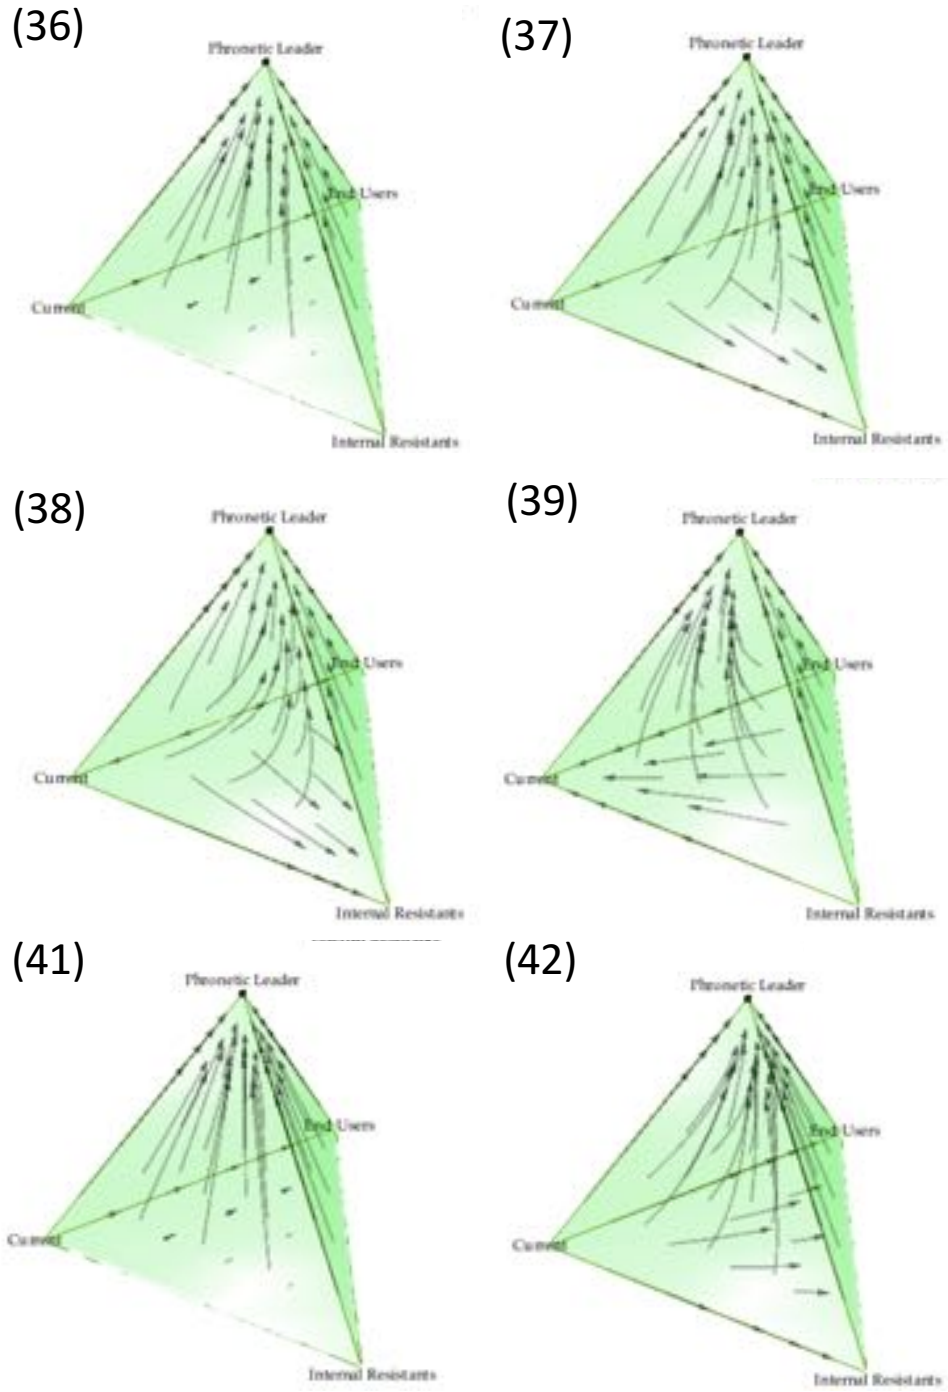 (36)
Phronetic Leader
End Users
Current
Internal Resistants
(37)
Phronetic Leader
End Users
Current
Internal Resistants
(38)
Phronetic Leader
End Users
Current
Internal Resistants
(39)
Phronetic Leader
End Users
Current
Internal Resistants
(41)
Phronetic Leader
End Users
Current
Internal Resistants
(42)
Phronetic Leader
End Users
Current
Internal Resistants